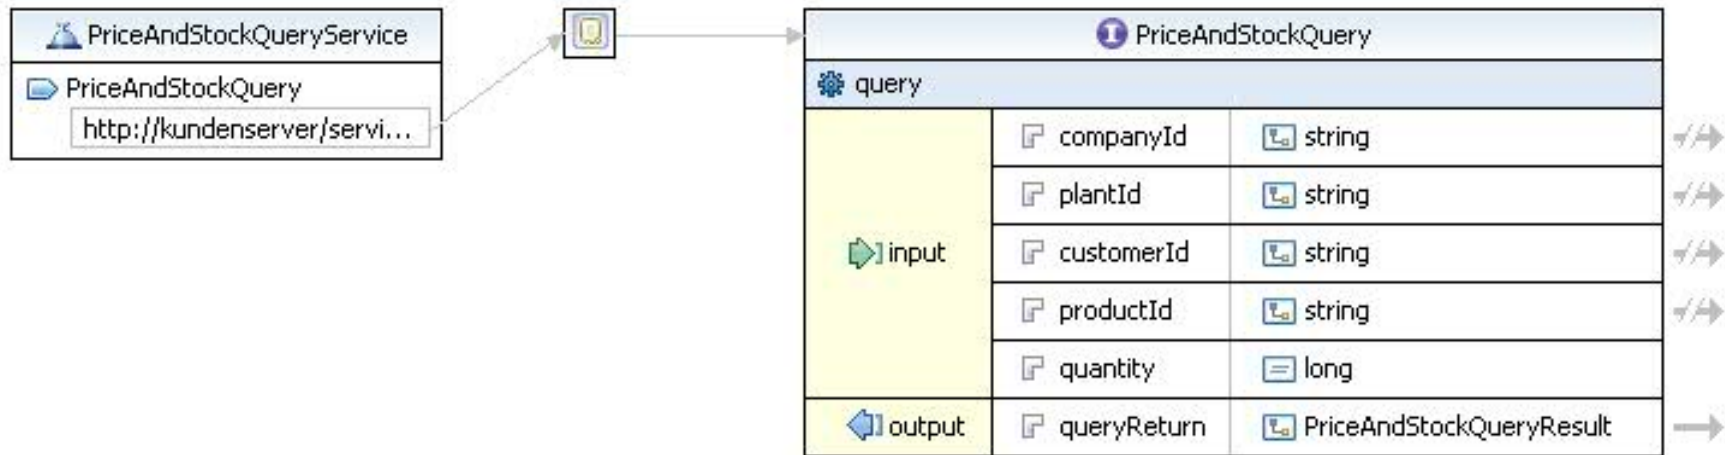 PriceAndStockQueryService
PriceAndStockQuery
http://kundenserver/servi...
PriceAndStockQuery
query
input
companyId string
plantId string
customerId string
productId string
quantity long
output queryReturn PriceAndStockQueryResult